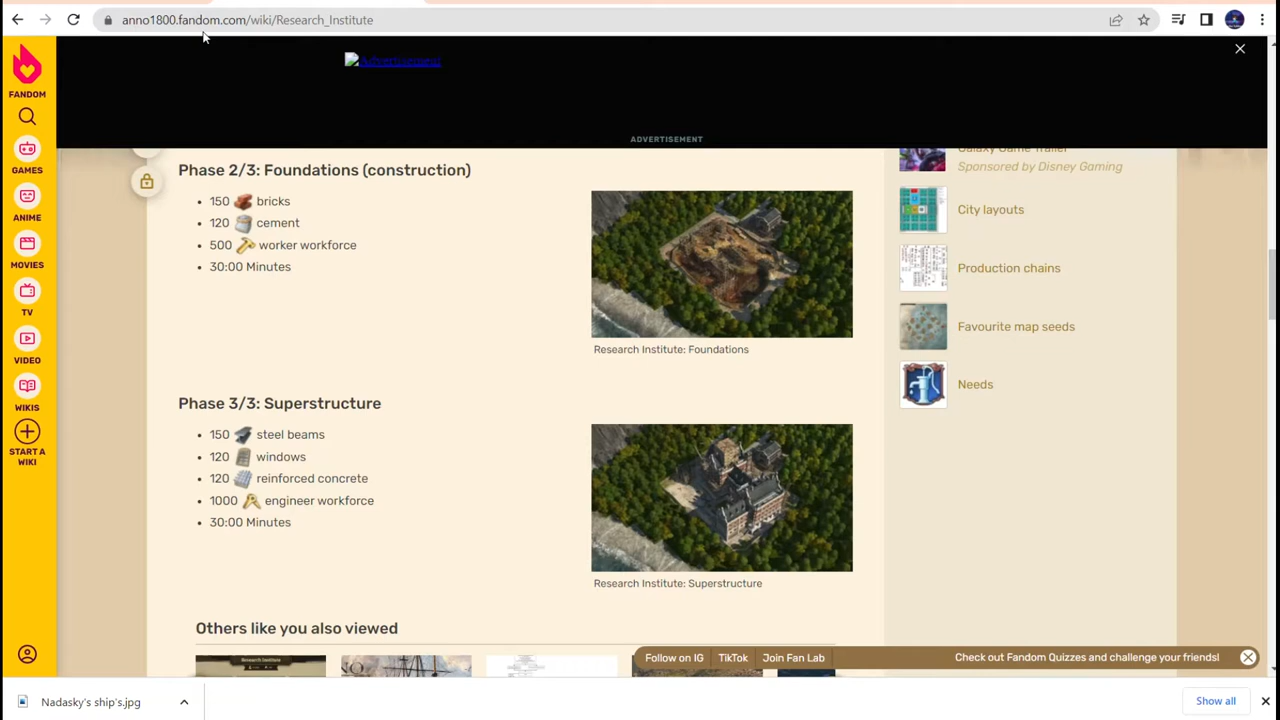 anno1800.fandom.com/wiki/Research_Institute
FANDOM
GAMES
ANIME
MOVIES
TV
VIDEO
WIKIS
START A
WIKI
Advertisement
ADVERTISEMENT
Phase 2/3: Foundations (construction)
150 bricks
120 cement
500 worker workforce
30:00 Minutes
Research Institute: Foundations
Phase 3/3: Superstructure
150 steel beams
120 windows
120 reinforced concrete
1000 engineer workforce
30:00 Minutes
Research Institute: Superstructure
Others like you also viewed
Galaxy Game Trailer
Sponsored by Disney Gaming
City layouts
Production chains
Favourite map seeds
Needs
Follow on IG TikTok Join Fan Lab
Check out Fandom Quizzes and challenge your friends!
Nadasky's ship's.jpg
Show all